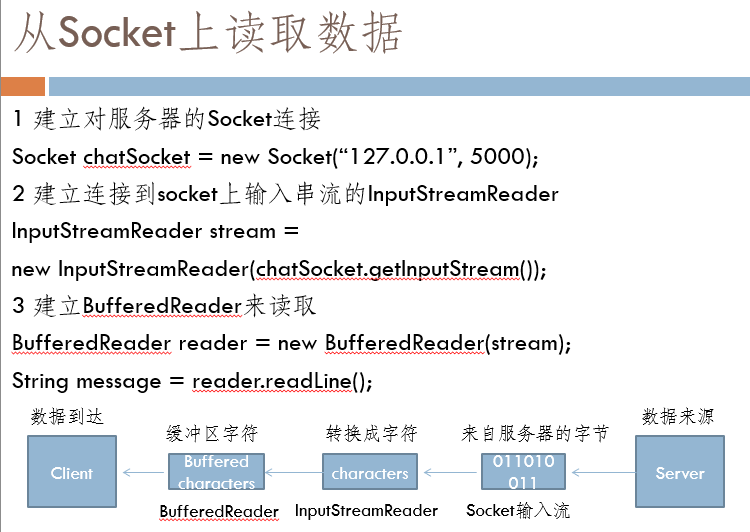 从Socket上读取数据
1 建立对服务器的Socket连接
Socket chatSocket = new Socket(“127.0.0.1”, 5000);
2 建立连接到socket上输入串流的InputStreamReader
InputStreamReader stream =
new InputStreamReader(chatSocket.getInputStream());
3 建立BufferedReader来读取
BufferedReader reader = new BufferedReader(stream);
String message = reader.readLine();
数据到达
缓冲区字符
转换成字符
来自服务器的字节
数据来源
Client
Buffered
characters
characters
011010
011
Server
BufferedReader
InputStreamReader
Socket输入流